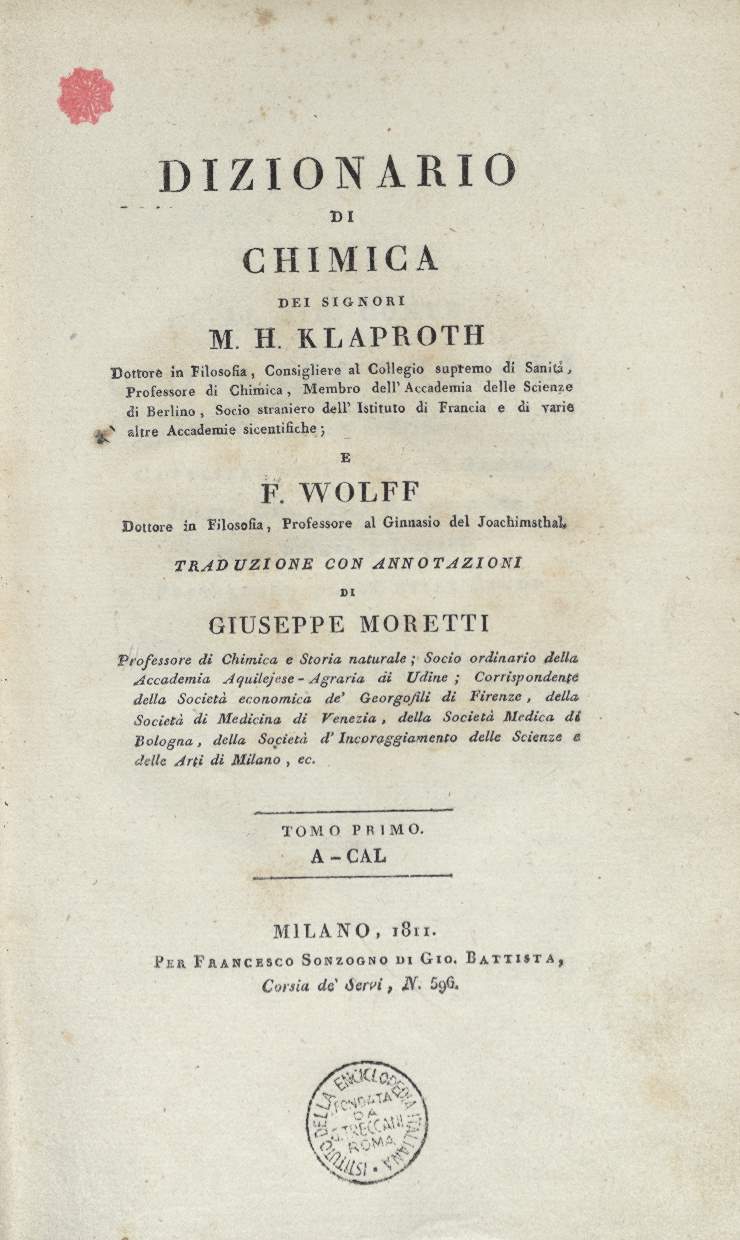 DIZIONARIO
DI
CHIMICA
DEI SIGNORI
M. H. KLAPROTH
Dottore in Filosofia, Consigliere al Collegio supremo di Sanità,
Professore di Chimica, Membro dell' Accademia delle Scienze
di Berlino, Socio straniero dell' Istituto di Francia e di varie
altre Accademie sicentifiche;
E
F. WOLFF
Dottore in Filosofia, Professore al Ginnasio del Joachimsthal.
TRADUZIONE CON ANNOTAZIONI
DI
GIUSEPPE MORETTI
Professore di Chimica e Storia naturale; Socio ordinario della
Accademia Aquilejese-Agraria di Udine; Corrispondente
della Società economica de' Georgofili di Firenze, della
Società di Medicina di Venezia, della Società Medica di
Bologna, della Società d' Incoraggiamento delle Scienze e
delle Arti di Milano, ec.
TOMO PRIMO.
A-CAL
MILANO, 1811.
PER FRANCESCO SONZOGNO DI GIO. BATTISTA,
Corsia de' Servi, N. 596.
ISTITUTO DELLA ENCICLOPEDIA ITALIANA
FONDATA
DA
G. TRECCANI
ROMA